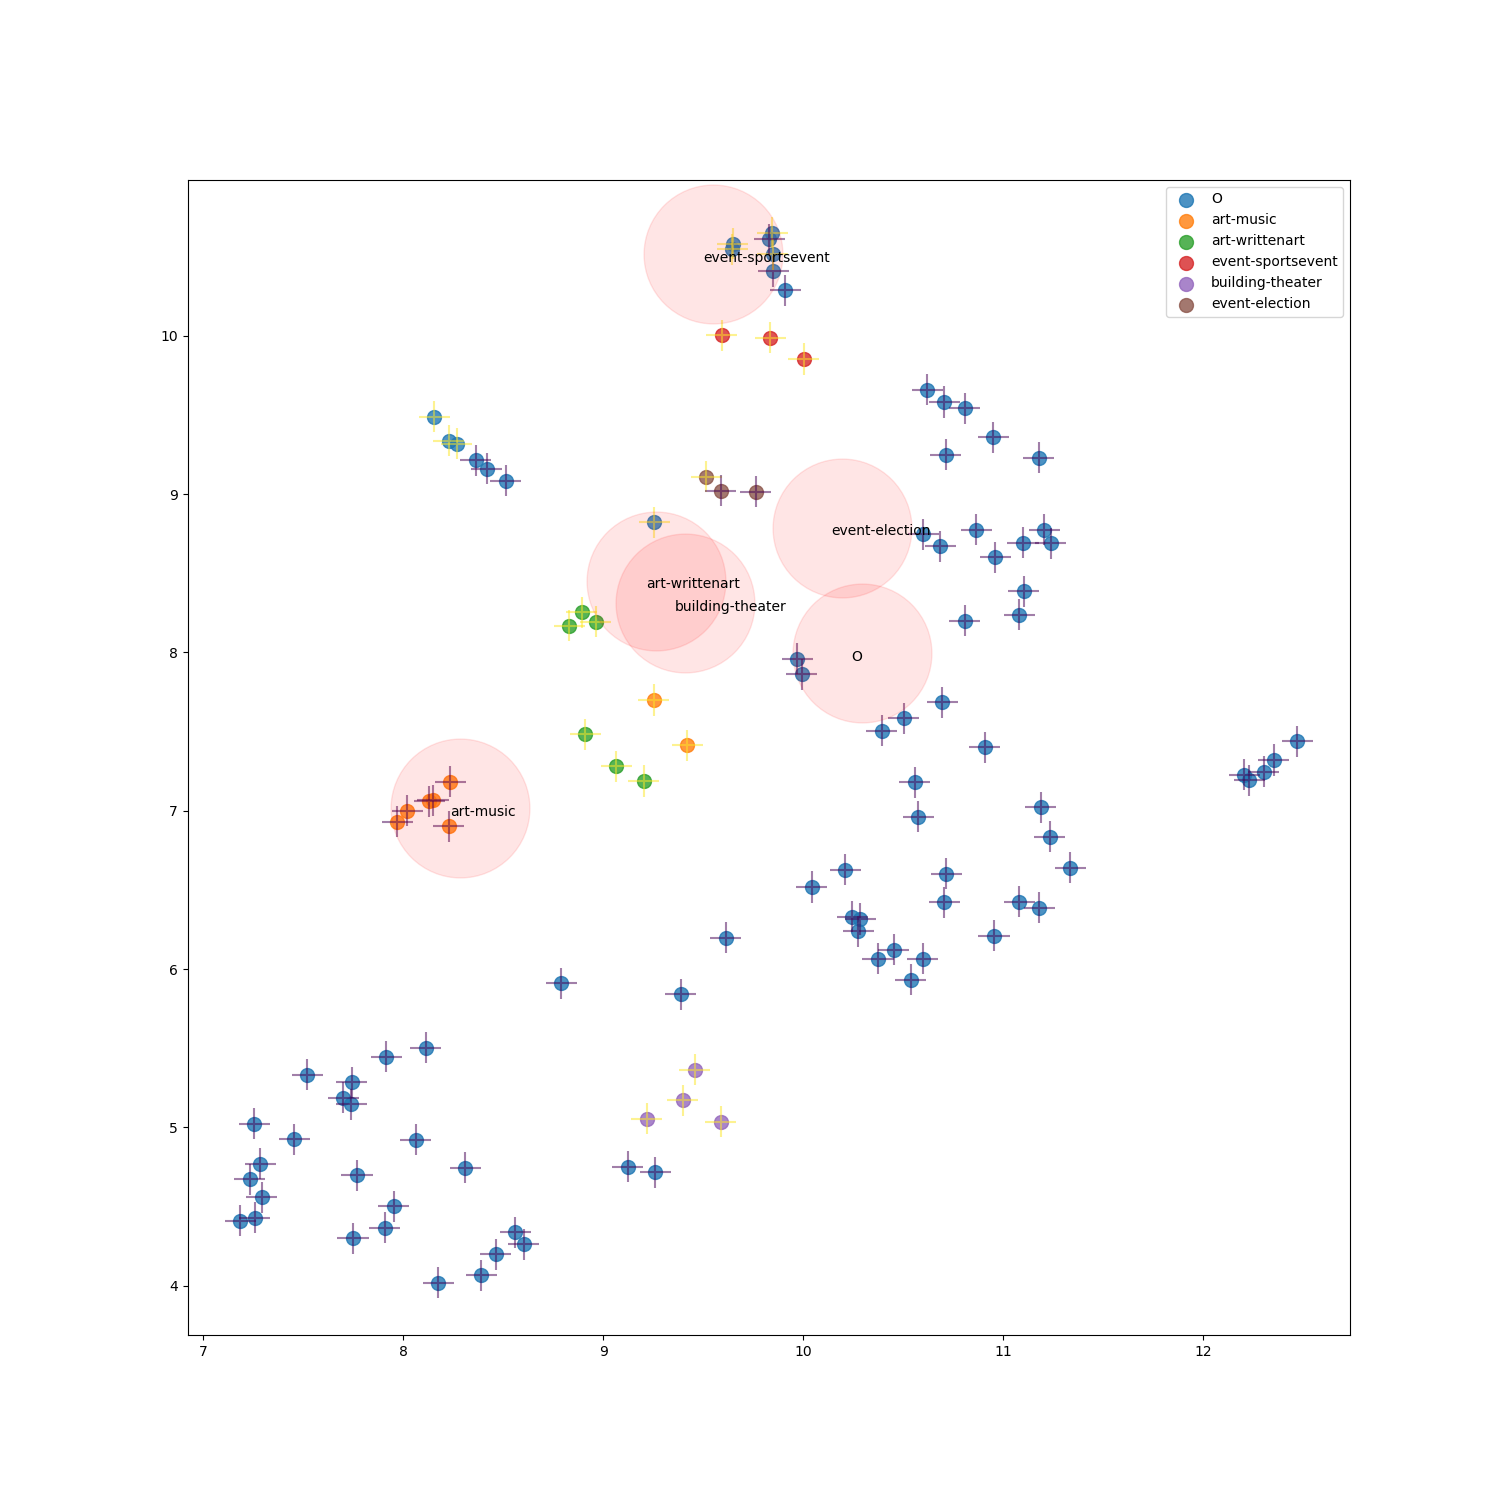 O
art-music
art-writtenart
event-sportsevent
building-theater
event-election
event-sportsevent
event-election
art-writtenart
building-theater
O
art-music
10
9
8
7
6
5
4
7 8 9 10 11 12